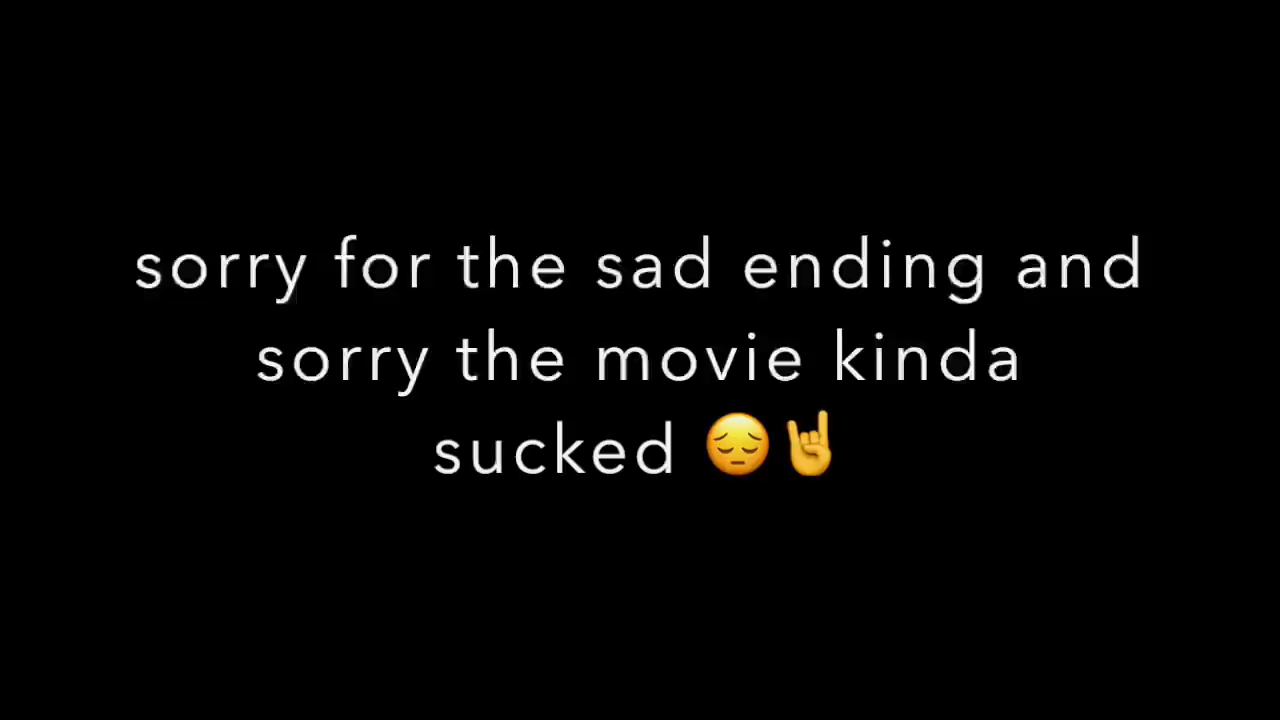 sorry for the sad ending and
sorry the movie kinda
sucked 😔🤘